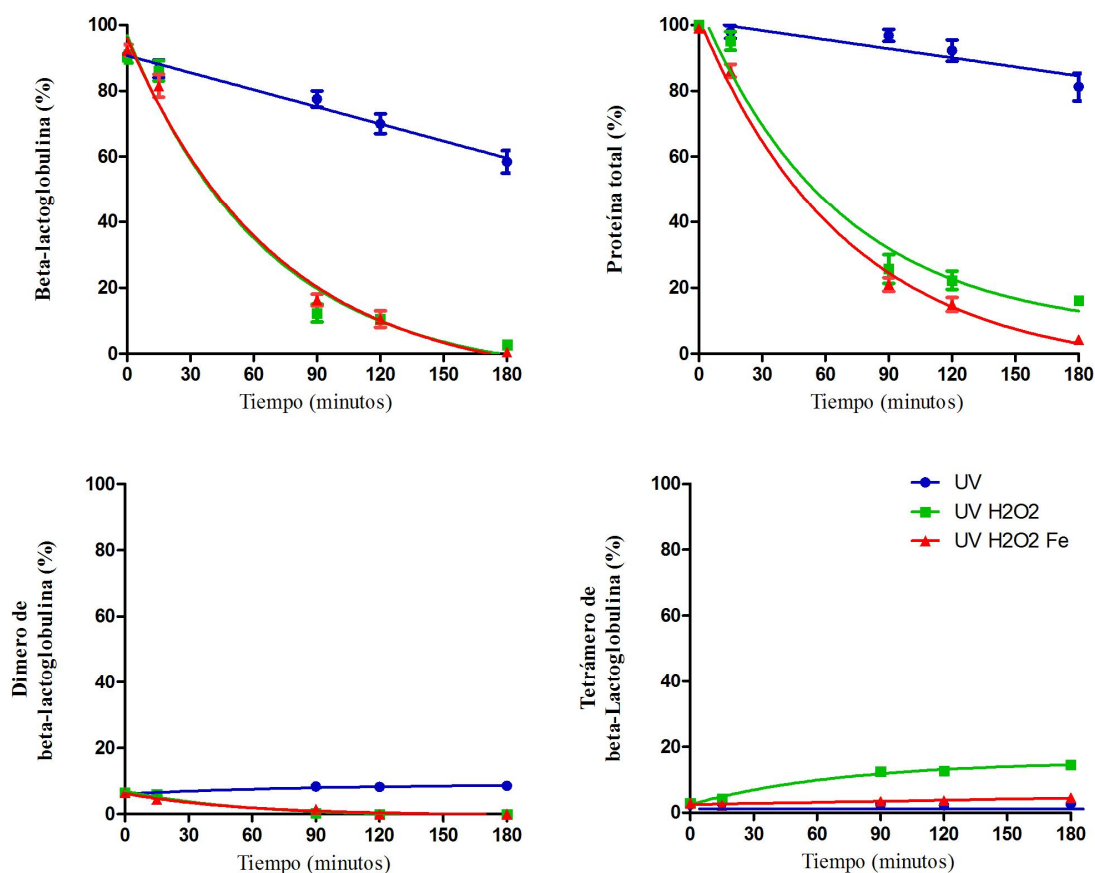 100
80
60
40
20
0
Beta-lactoglobulina (%)
0 30 60 90 120 150 180
Tiempo (minutos)
100
80
60
40
20
0
Proteína total (%)
0 30 60 90 120 150 180
Tiempo (minutos)
100
80
60
40
20
0
Dimero de
beta-lactoglobulina (%)
0 30 60 90 120 150 180
Tiempo (minutos)
100
80
60
40
20
0
Tetrámero de
beta-Lactoglobulina (%)
UV
UV H2O2
UV H2O2 Fe
0 30 60 90 120 150 180
Tiempo (minutos)